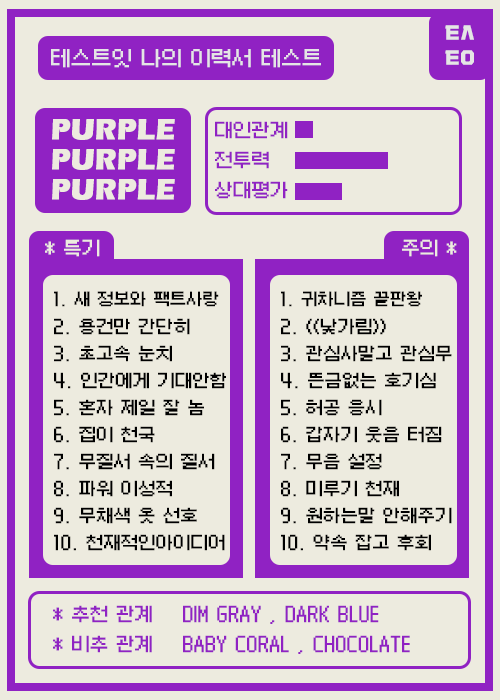 테스트잇 나의 이력서 테스트
PURPLE
PURPLE
PURPLE
대인관계
전투력
상대평가
* 특기
1. 새 정보와 팩트사랑
2. 용건만 간단히
3. 초고속 눈치
4. 인간에게 기대안함
5. 혼자 제일 잘 놈
6. 집이 천국
7. 무질서 속의 질서
8. 파워 이성적
9. 무채색 옷 선호
10. 천재적인아이디어
주의 *
1. 귀차니즘 끝판왕
2. ((낯가림))
3. 관심사말고 관심무
4. 뜬금없는 호기심
5. 허공 응시
6. 갑자기 웃음 터짐
7. 무음 설정
8. 미루기 천재
9. 원하는말 안해주기
10. 약속 잡고 후회
* 추천 관계 DIM GRAY , DARK BLUE
* 비추 관계 BABY CORAL , CHOCOLATE